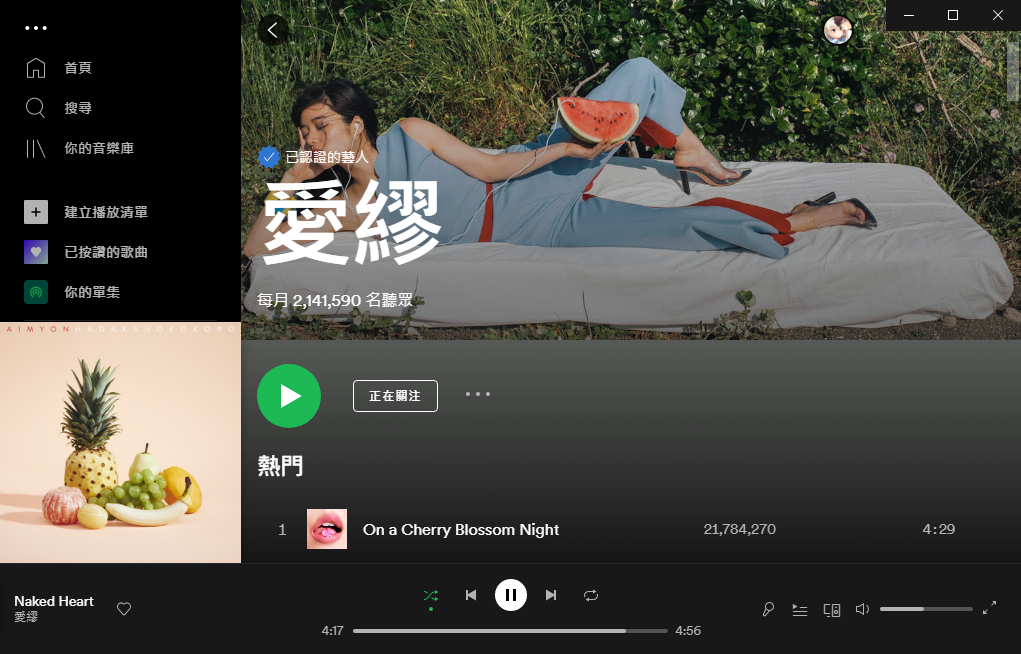 首頁
搜尋
你的音樂庫
建立播放清單
已按讚的歌曲
你的單集
AIMYON HADAKANOKOKORO
已認證的藝人
愛繆
每月 2,141,590 名聽眾
正在關注
熱門
1 On a Cherry Blossom Night 21,784,270 4:29
Naked Heart
愛繆
4:17 4:56